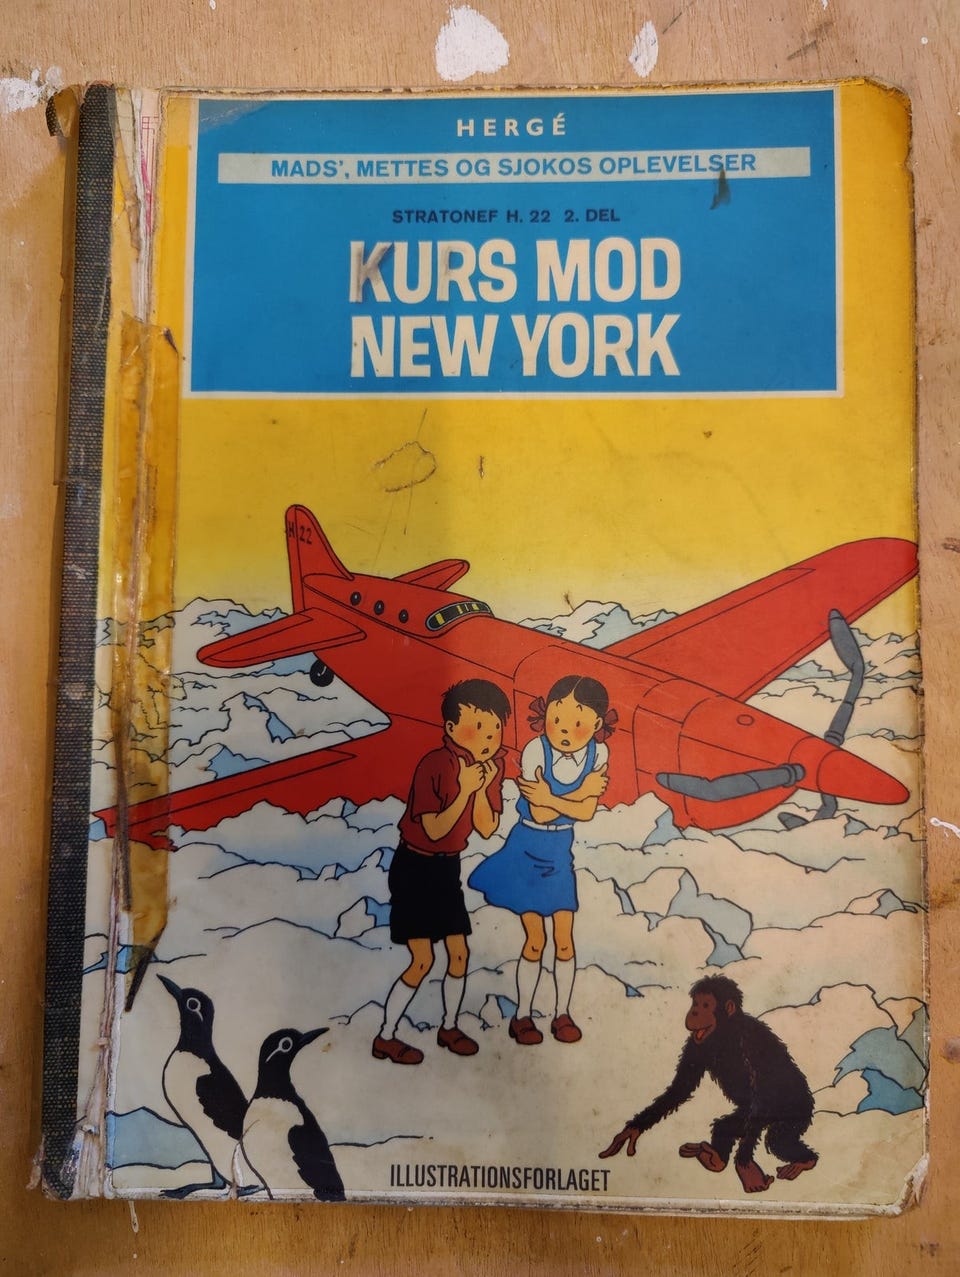 HERGÉ
MADS', METTES OG SJOKOS OPLEVELSER
STRATONEF H. 22 2. DEL
KURS MOD
NEW YORK
H 22
ILLUSTRATIONSFORLAGET